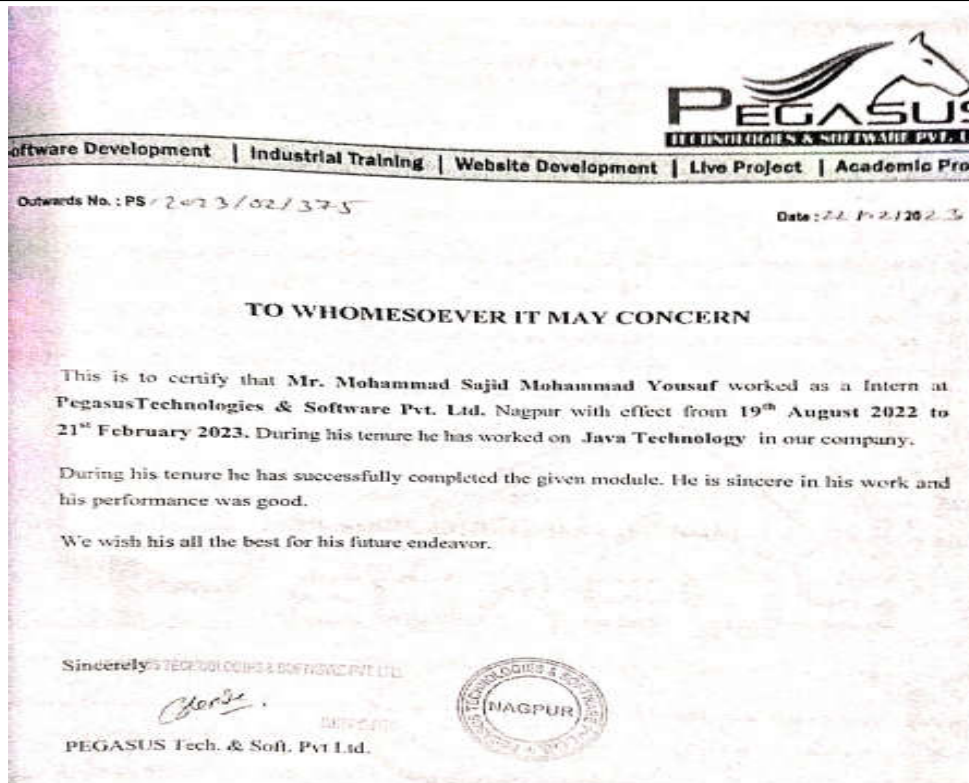 PEGASUS
TECHNOLOGIES & SOFTWARE PVT. L
oftware Development | Industrial Training | Website Development | Live Project | Academic Pro
Outwards No. : PS - 2023/02/375
Date : 22 / 02 / 2023
TO WHOMESOEVER IT MAY CONCERN
This is to certify that Mr. Mohammad Sajid Mohammad Yousuf worked as a Intern at
PegasusTechnologies & Software Pvt. Ltd. Nagpur with effect from 19th August 2022 to
21st February 2023. During his tenure he has worked on Java Technology in our company.
During his tenure he has successfully completed the given module. He is sincere in his work and
his performance was good.
We wish his all the best for his future endeavor.
Sincerely
PEGASUS Tech. & Soft. Pvt Ltd.
NAGPUR
PEGASUS TECHNOLOGIES & SOFTWARE